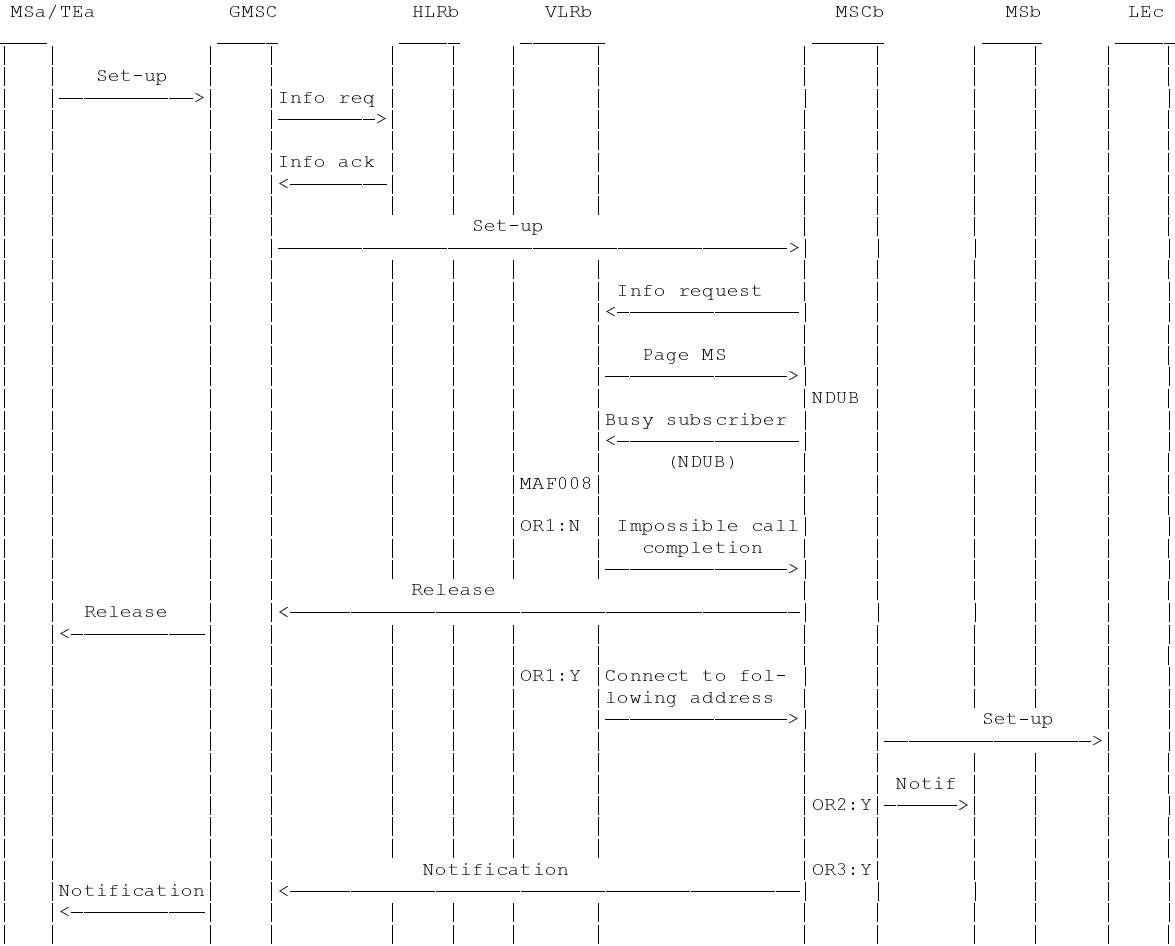 MSa/TEa GMSC HLRb VLRb MSCb MSb LEc
Set-up
Info req
Info ack
Set-up
Info request
Page MS
NDUB
Busy subscriber
(NDUB)
MAF008
OR1:N Impossible call
completion
Release
Release
OR1:Y Connect to fol-
lowing address
Set-up
Notif
OR2:Y
Notification OR3:Y
Notification